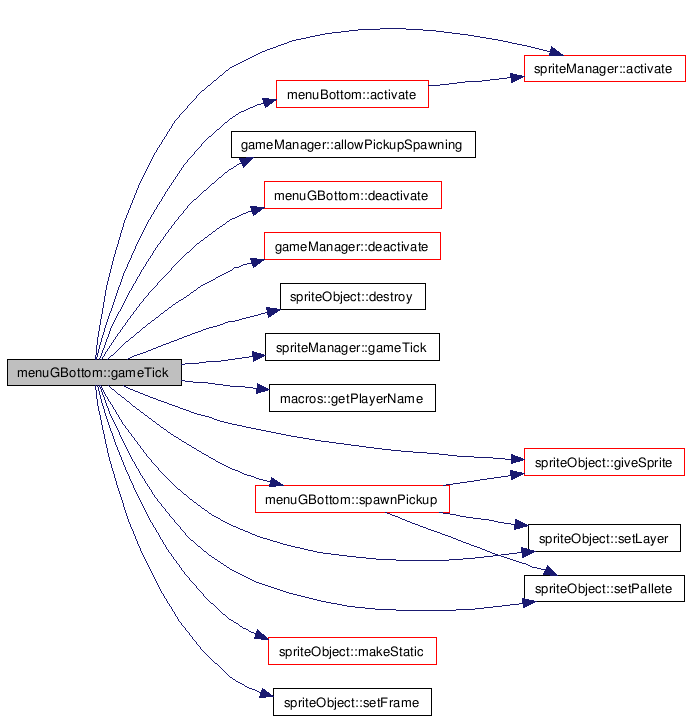 spriteManager::activate
menuBottom::activate
gameManager::allowPickupSpawning
menuGBottom::deactivate
gameManager::deactivate
spriteObject::destroy
spriteManager::gameTick
menuGBottom::gameTick
macros::getPlayerName
spriteObject::giveSprite
menuGBottom::spawnPickup
spriteObject::setLayer
spriteObject::setPallete
spriteObject::makeStatic
spriteObject::setFrame